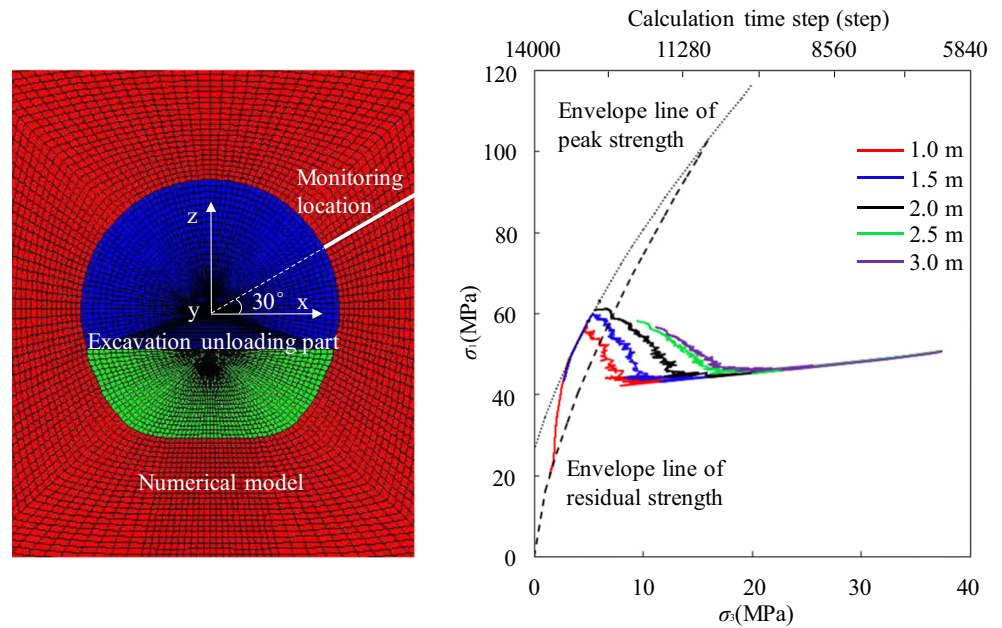 Monitoring
location
z
y
30° x
Excavation unloading part
Numerical model
Calculation time step (step)
14000 11280 8560 5840
120
100
80
60
40
20
0
σ₁(MPa)
Envelope line of
peak strength
1.0 m
1.5 m
2.0 m
2.5 m
3.0 m
Envelope line of
residual strength
0 10 20 30 40
σ₃(MPa)